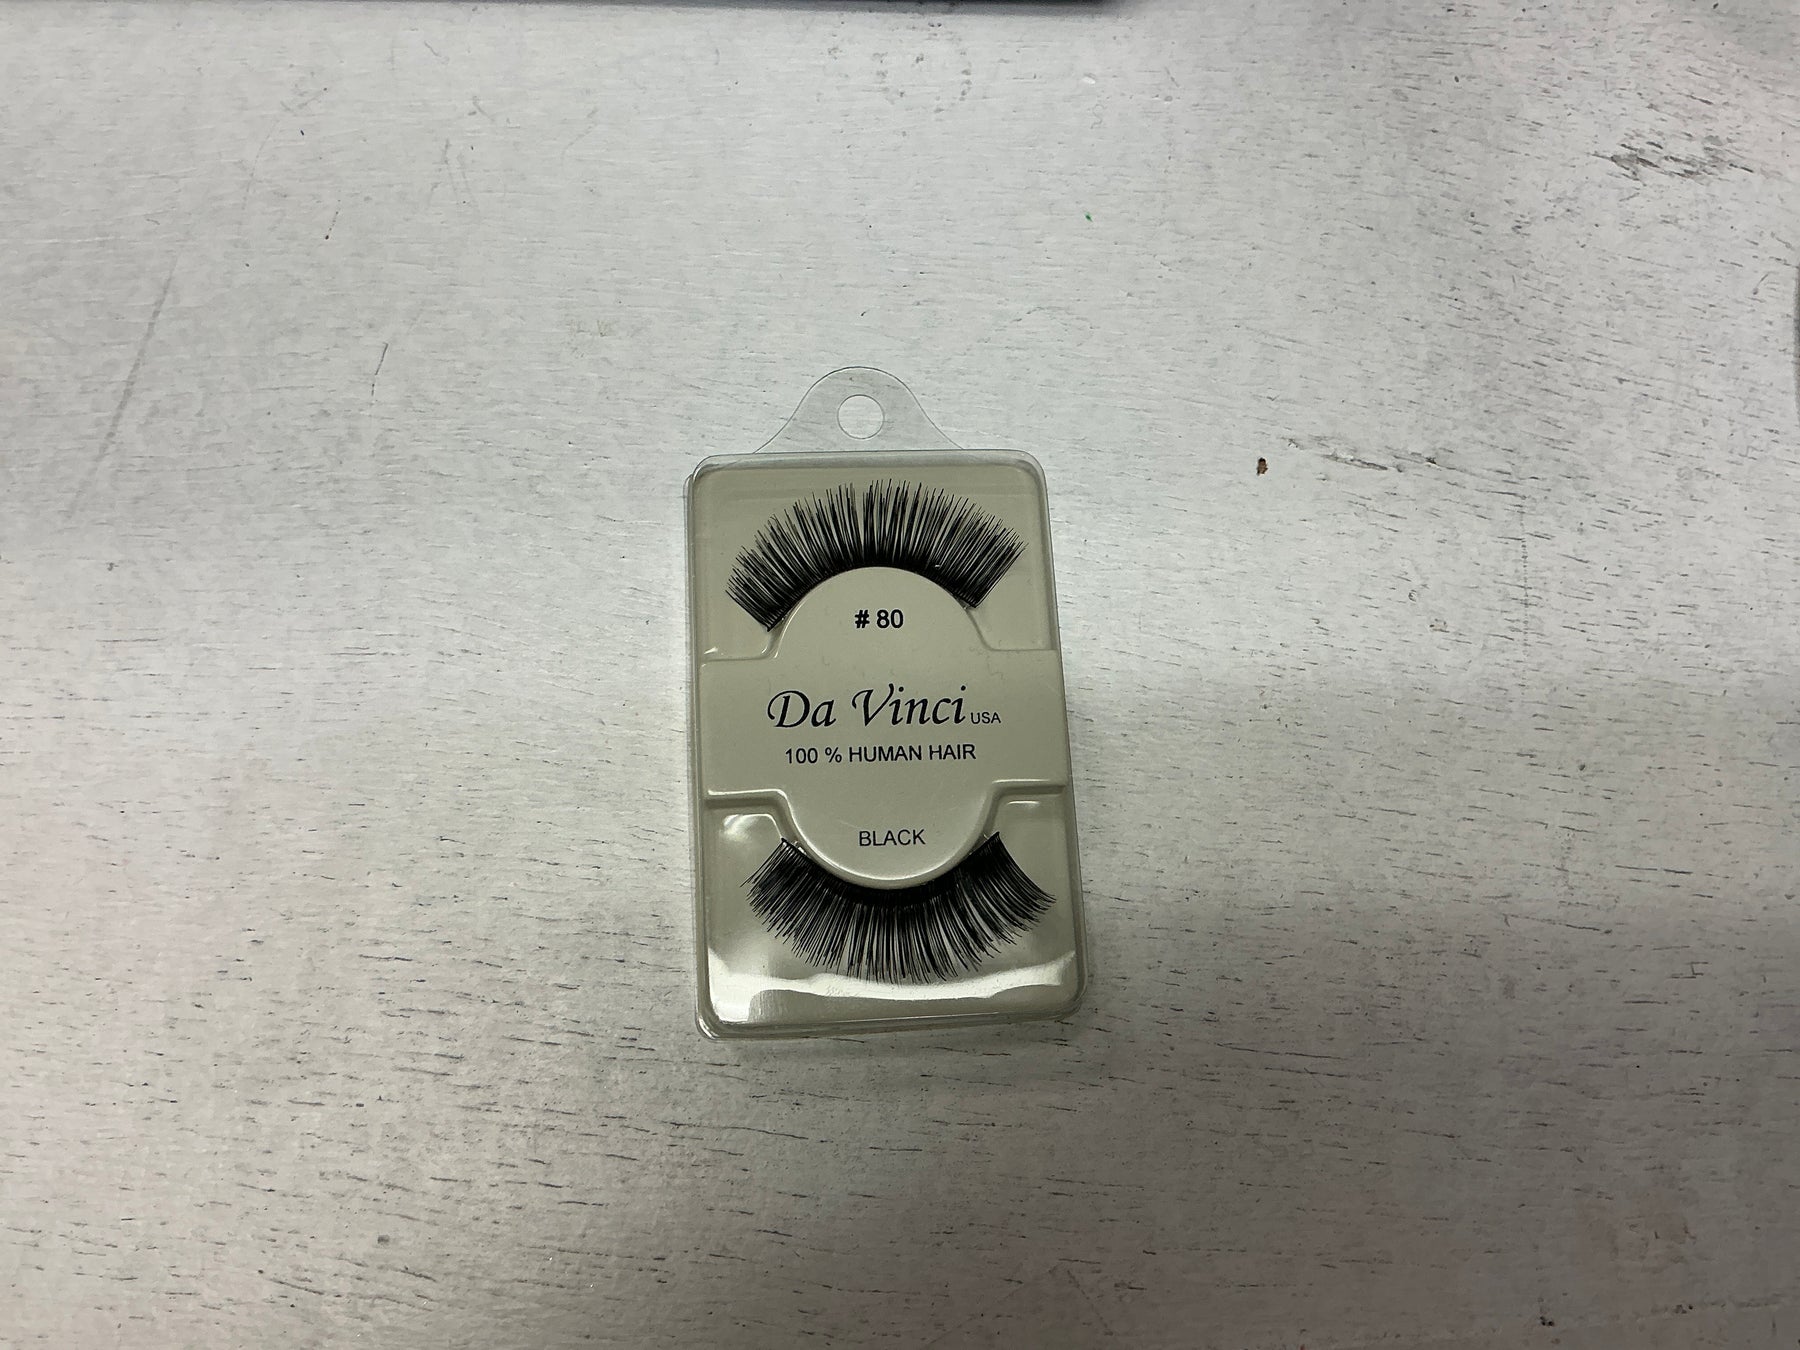 # 80
Da Vinci USA
100 % HUMAN HAIR
BLACK